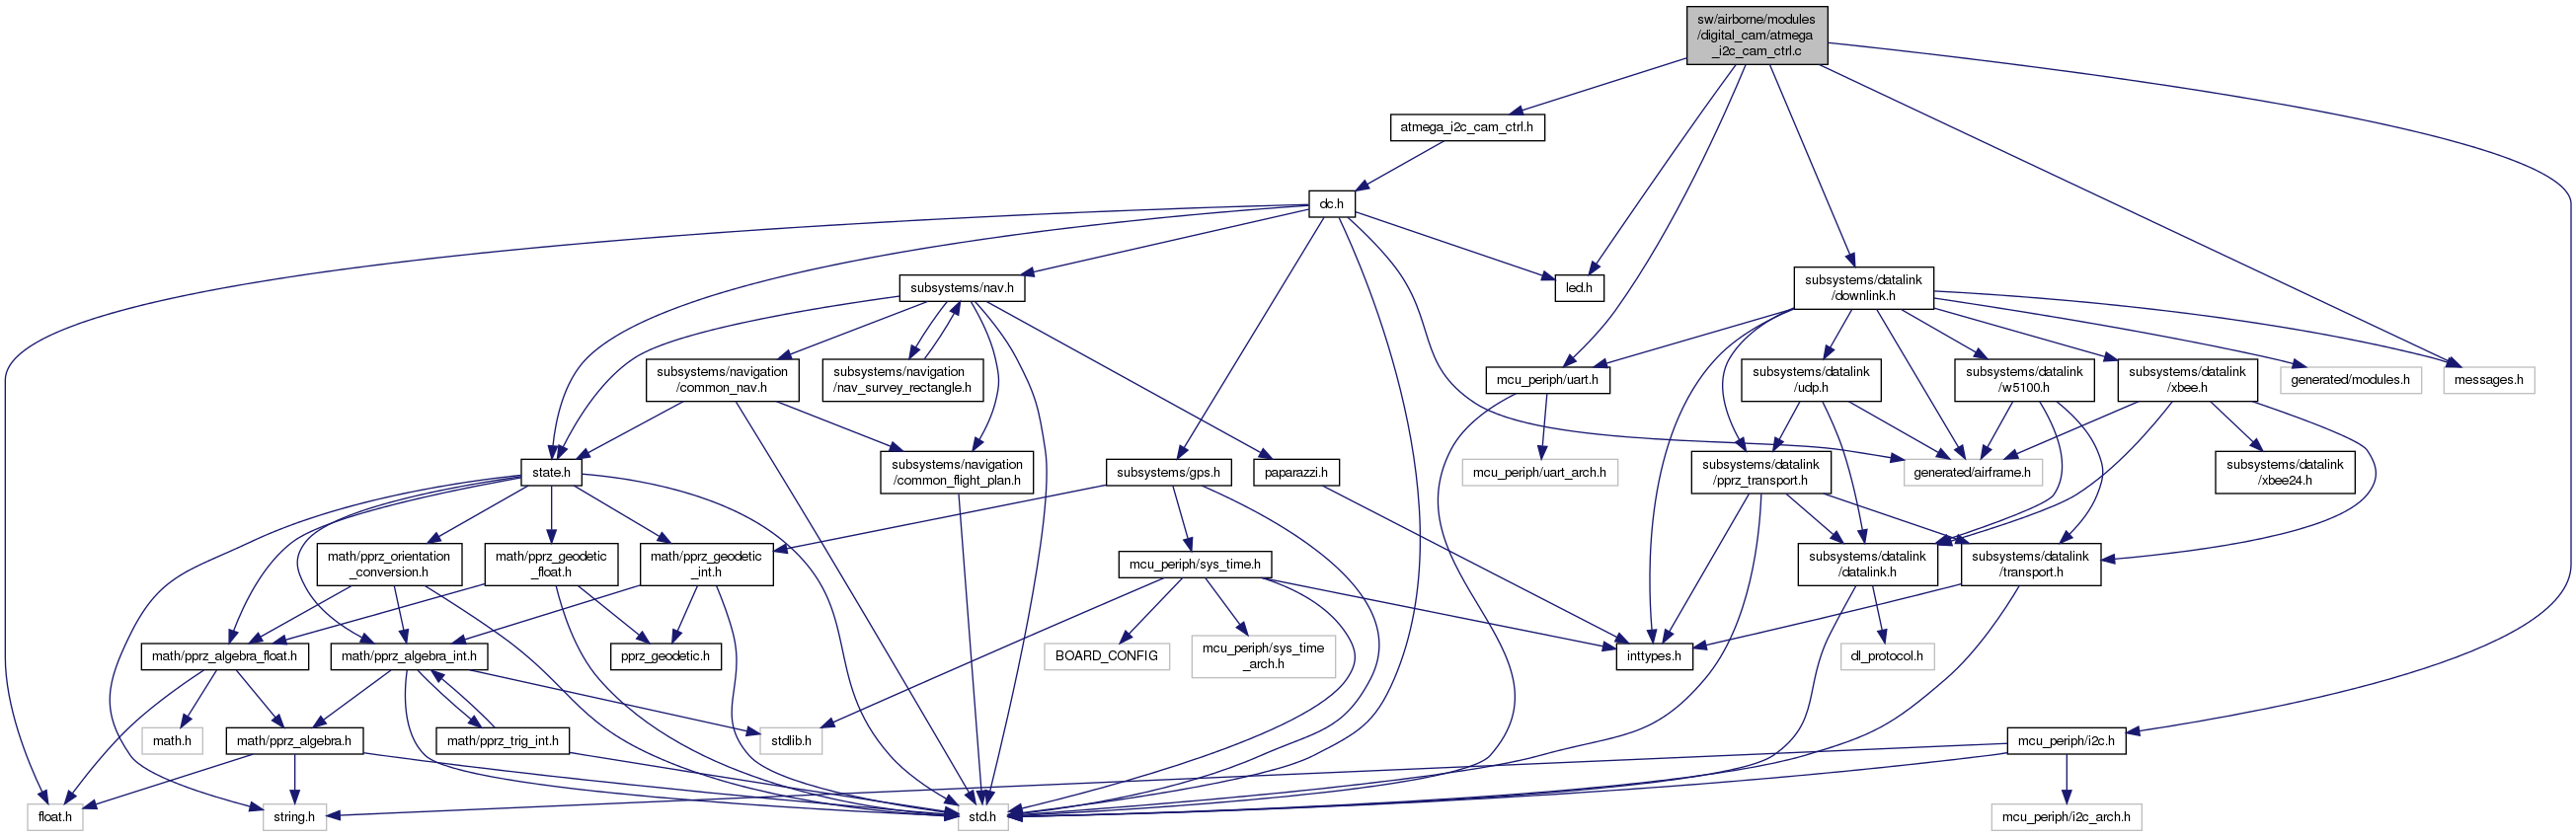 sw/airborne/modules
/digital_cam/atmega
_i2c_cam_ctrl.c
atmega_i2c_cam_ctrl.h
dc.h
subsystems/nav.h
led.h
subsystems/datalink
/downlink.h
subsystems/navigation
/common_nav.h
subsystems/navigation
/nav_survey_rectangle.h
mcu_periph/uart.h
subsystems/datalink
/udp.h
subsystems/datalink
/w5100.h
subsystems/datalink
/xbee.h
generated/modules.h
messages.h
state.h
subsystems/navigation
/common_flight_plan.h
subsystems/gps.h
paparazzi.h
mcu_periph/uart_arch.h
subsystems/datalink
/pprz_transport.h
generated/airframe.h
subsystems/datalink
/xbee24.h
math/pprz_orientation
_conversion.h
math/pprz_geodetic
_float.h
math/pprz_geodetic
_int.h
mcu_periph/sys_time.h
subsystems/datalink
/datalink.h
subsystems/datalink
/transport.h
math/pprz_algebra_float.h
math/pprz_algebra_int.h
pprz_geodetic.h
BOARD_CONFIG
mcu_periph/sys_time
_arch.h
inttypes.h
dl_protocol.h
math.h
math/pprz_algebra.h
math/pprz_trig_int.h
stdlib.h
mcu_periph/i2c.h
float.h
string.h
std.h
mcu_periph/i2c_arch.h